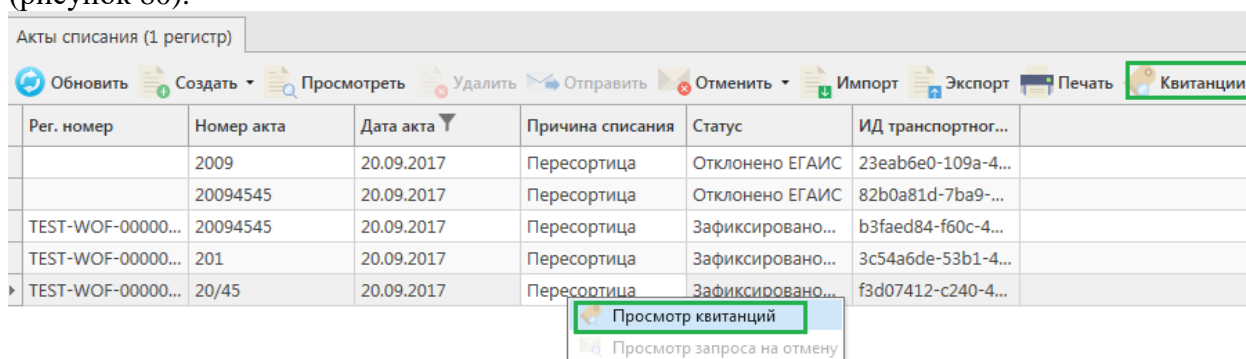 (рисунок 80).
Акты списания (1 регистр)
Обновить Создать Просмотреть Удалить Отправить Отменить Импорт Экспорт Печать Квитанции
Рег. номер Номер акта Дата акта Причина списания Статус ИД транспортног...
2009 20.09.2017 Пересортица Отклонено ЕГАИС 23eab6e0-109a-4...
20094545 20.09.2017 Пересортица Отклонено ЕГАИС 82b0a81d-7ba9-...
TEST-WOF-00000... 20094545 20.09.2017 Пересортица Зафиксировано... b3faed84-f60c-4...
TEST-WOF-00000... 201 20.09.2017 Пересортица Зафиксировано... 3c54a6de-53b1-4...
TEST-WOF-00000... 20/45 20.09.2017 Пересортица Зафиксировано... f3d07412-c240-4...
Просмотр квитанций
Просмотр запроса на отмену